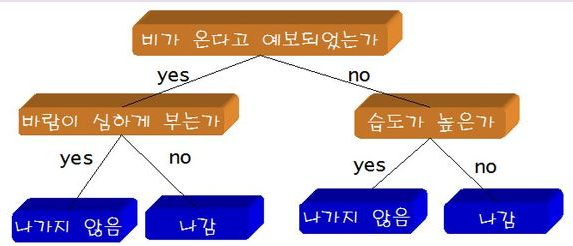 비가 온다고 예보되었는가
yes
no
바람이 심하게 부는가
습도가 높은가
yes
no
yes
no
나가지 않음
나감
나가지 않음
나감